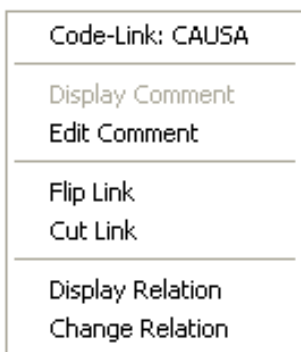 Code-Link: CAUSA
Display Comment
Edit Comment
Flip Link
Cut Link
Display Relation
Change Relation